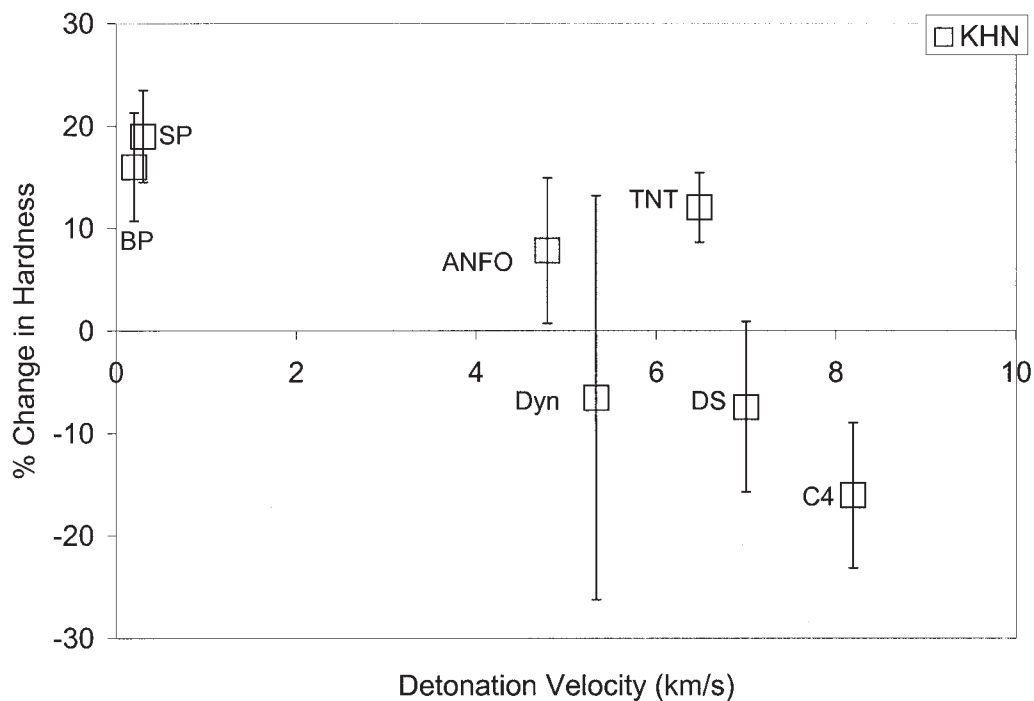 30
KHN
20
SP
BP
10
TNT
ANFO
% Change in Hardness
0
0
2
4
6
8
10
Dyn
DS
-10
C4
-20
-30
Detonation Velocity (km/s)